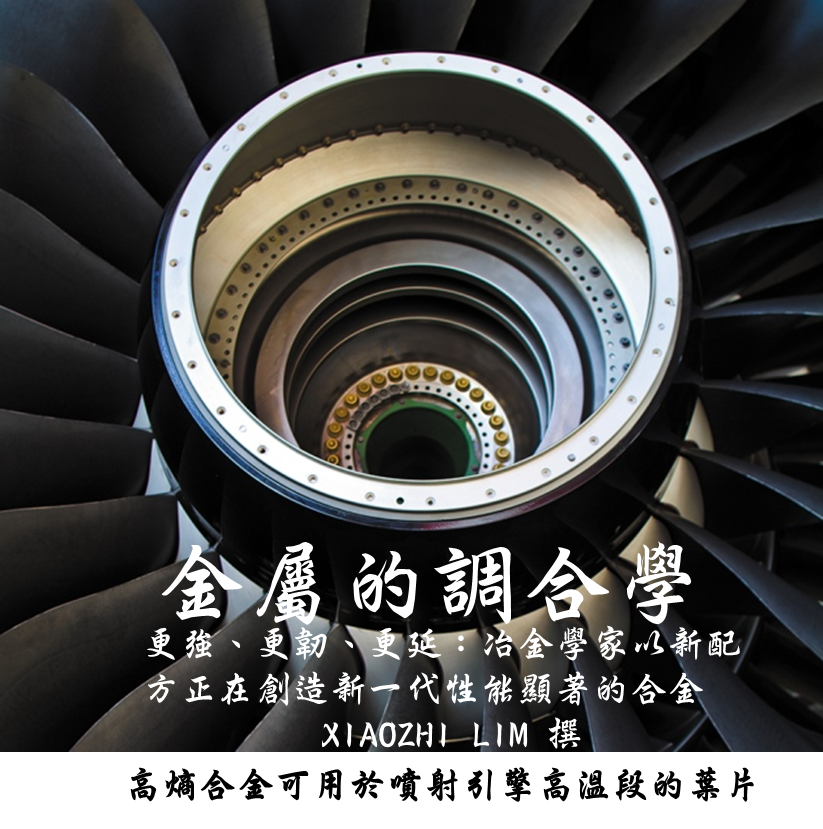 金屬的調合學
更強、更韌、更延：冶金學家以新配
方正在創造新一代性能顯著的合金
XIAOZHI LIM 撰
高熵合金可用於噴射引擎高溫段的葉片